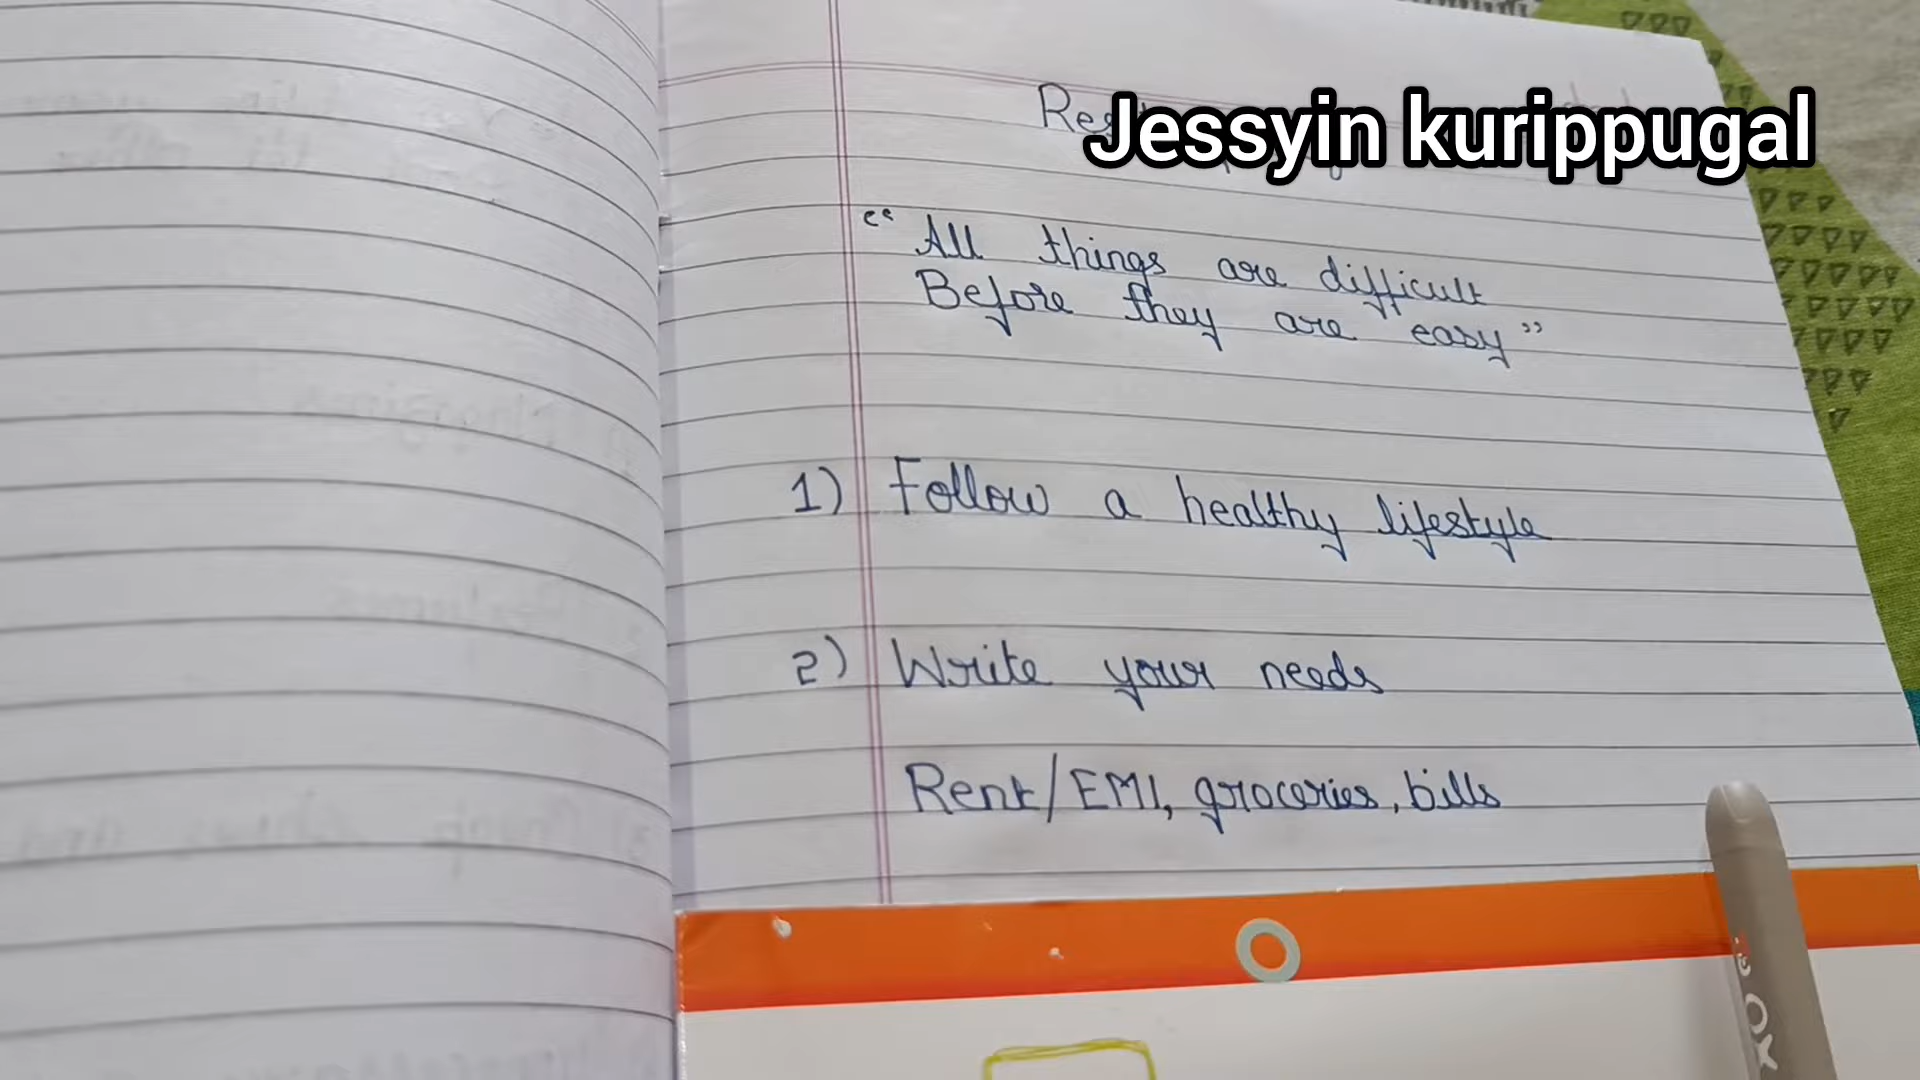 Jessyin kurippugal
“All things are difficult
Before they are easy”
1) Follow a healthy lifestyle
2) Write your needs
Rent/EMI, groceries, bills